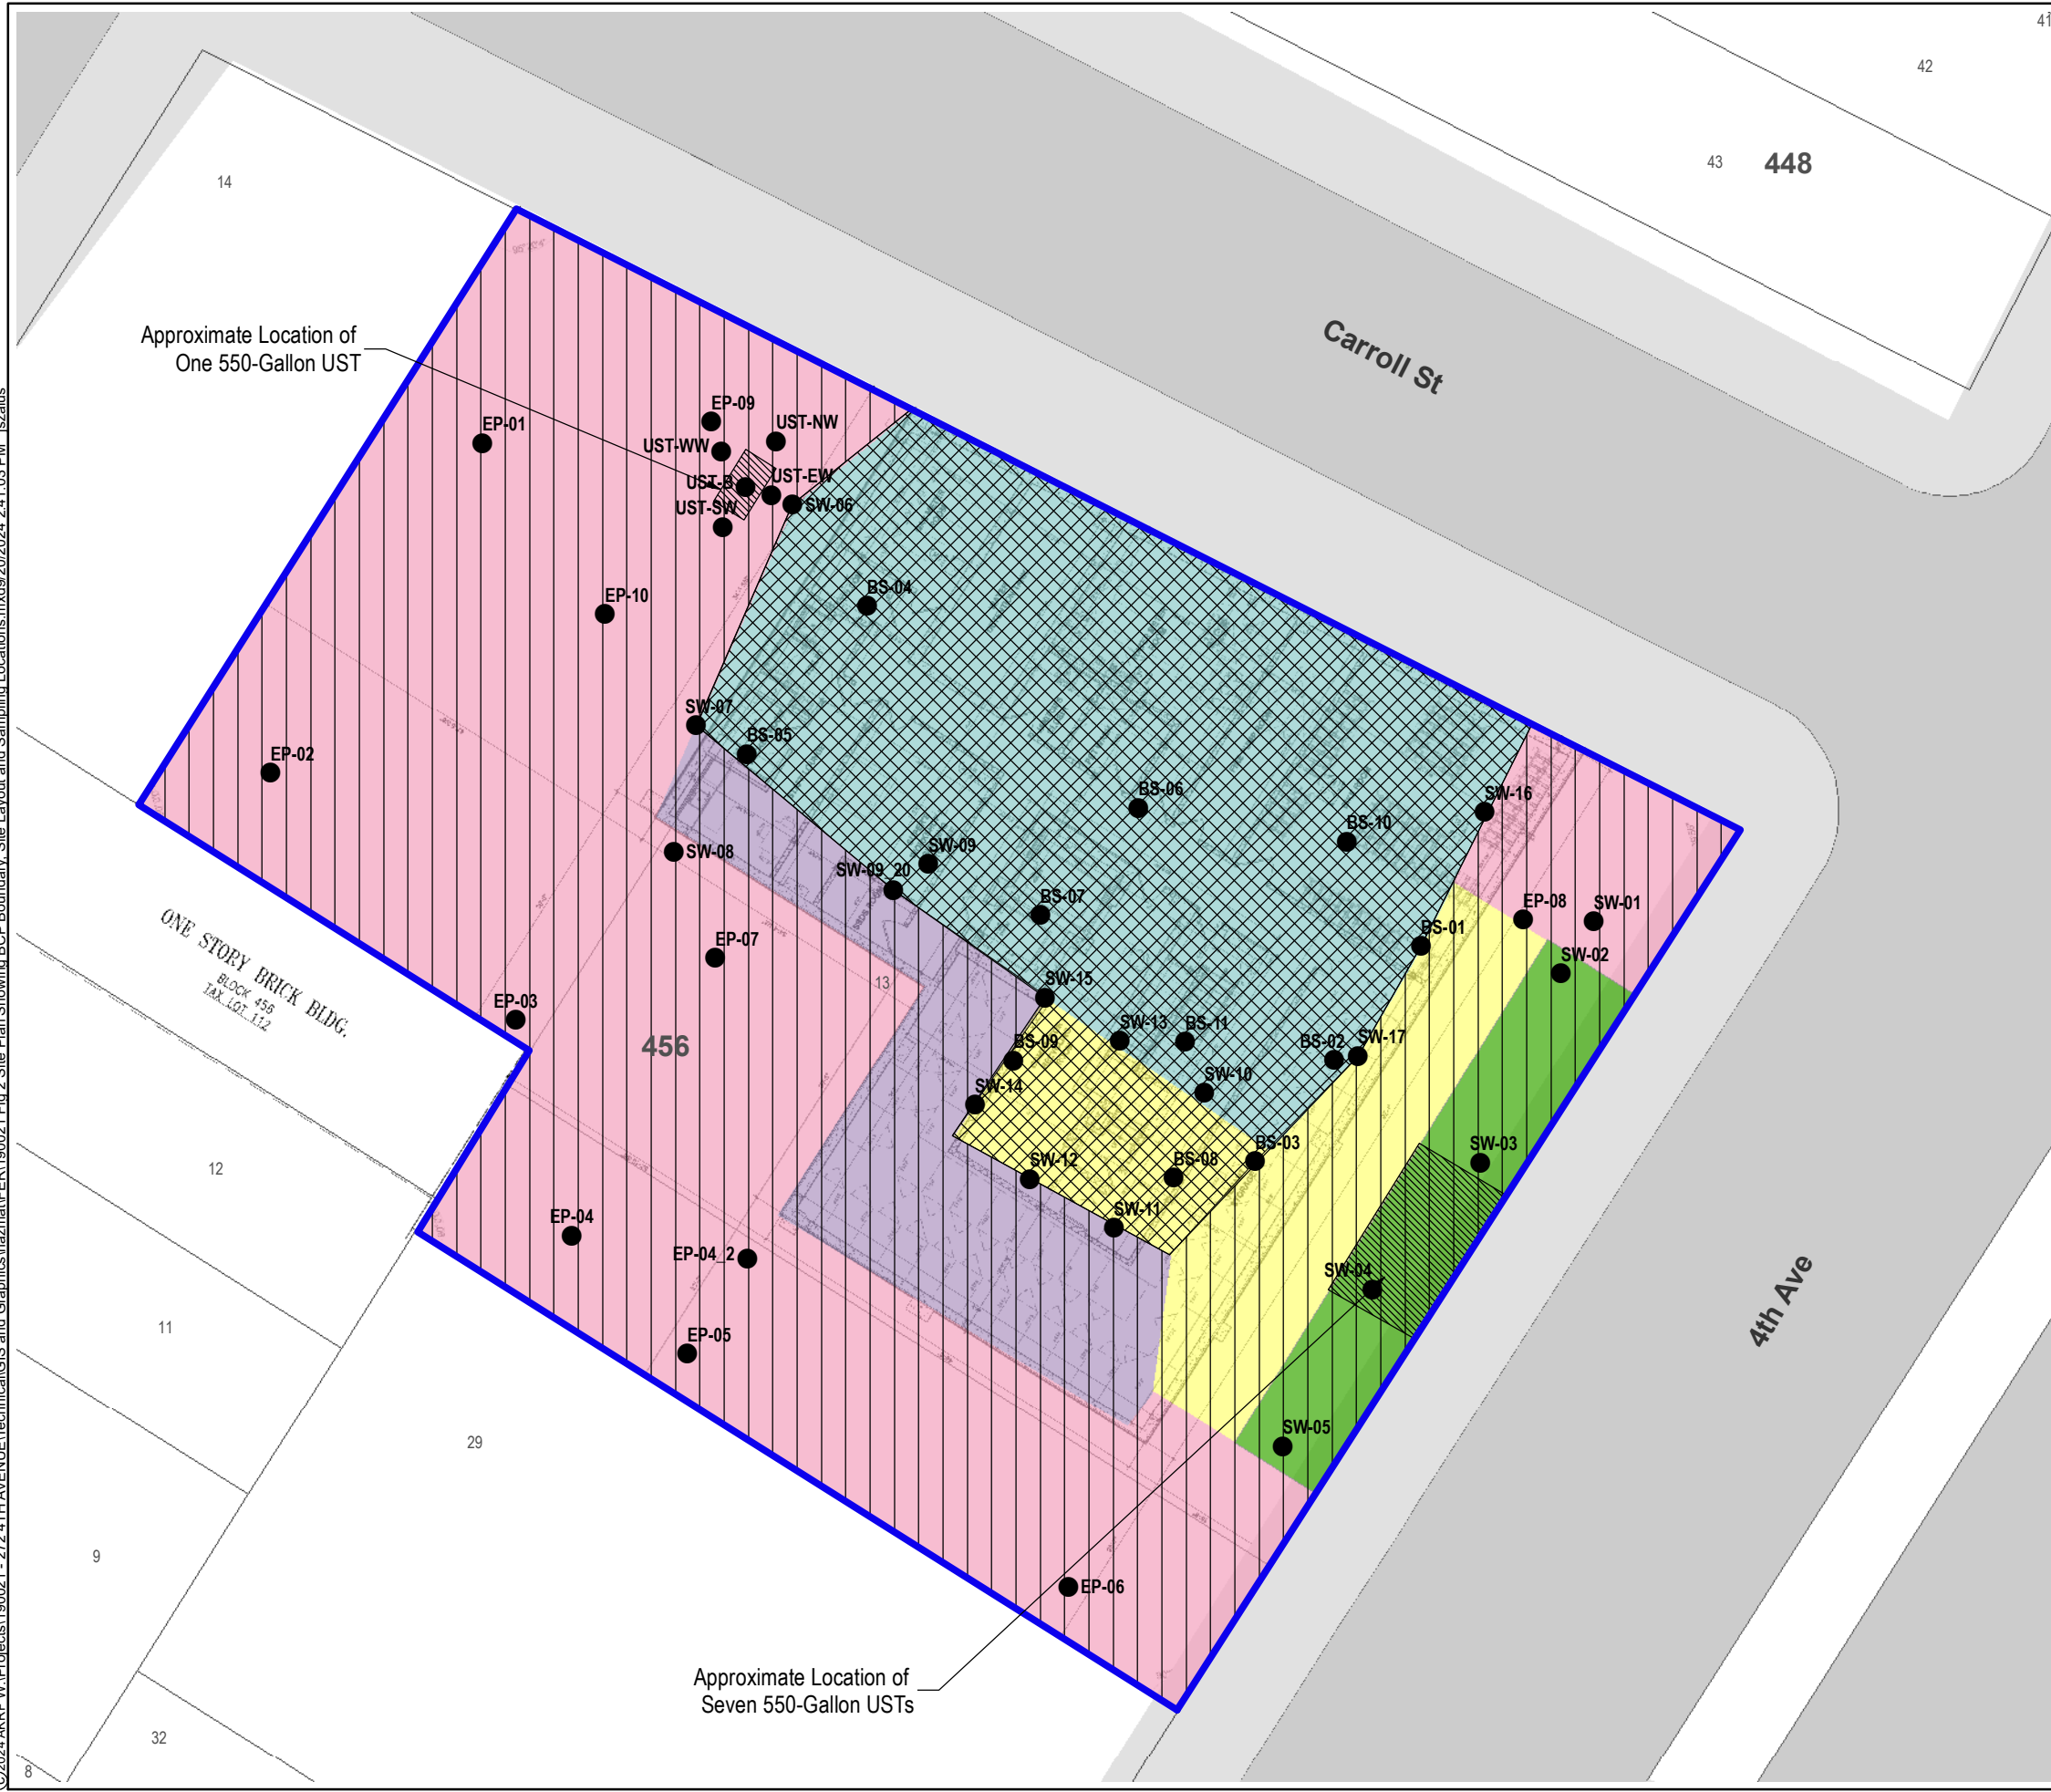 41
42
43
448
14
Carroll St
Approximate Location of
One 550-Gallon UST
EP-09
EP-01
UST-NW
UST-WW
UST-EW
UST-B
UST-SW
SW-06
BS-04
EP-10
SW-07
BS-05
EP-02
BS-06
SW-16
BS-10
SW-08
SW-09
SW-09_20
BS-07
EP-08
SW-01
BS-01
SW-02
EP-07
13
SW-15
ONE STORY BRICK BLDG.
BLOCK 456
TAX LOT 112
EP-03
456
SW-13
BS-11
BS-02
SW-17
BS-09
SW-14
SW-10
BS-03
SW-03
12
SW-12
BS-08
SW-11
EP-04
EP-04_2
SW-04
4th Ave
11
EP-05
29
SW-05
9
EP-06
Approximate Location of
Seven 550-Gallon USTs
32
8